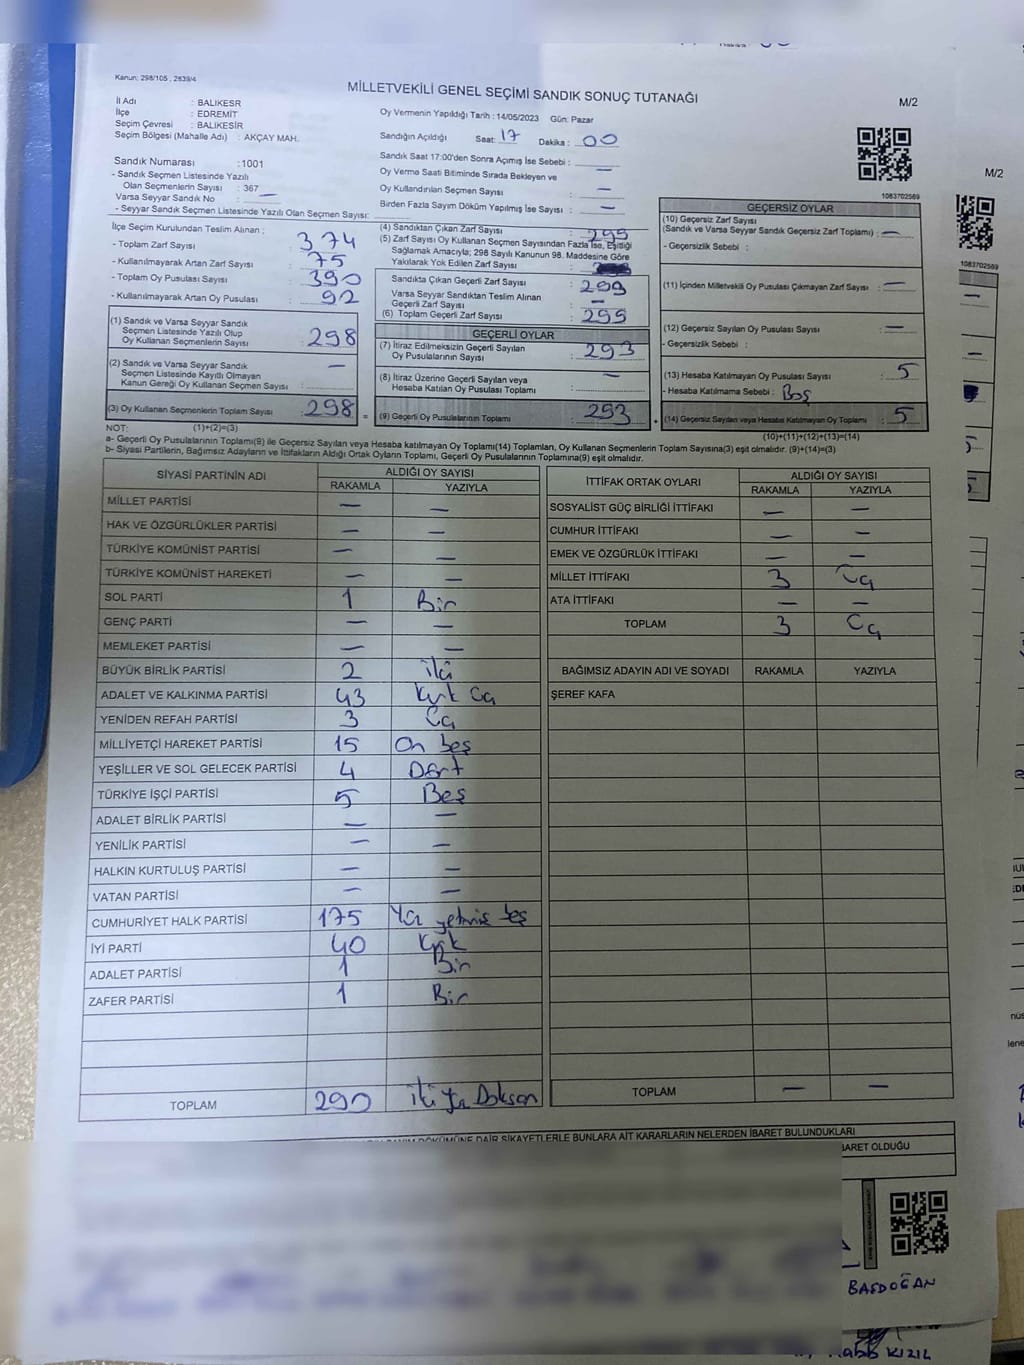 Kanun: 298/105 , 2839/4
MİLLETVEKİLİ GENEL SEÇİMİ SANDIK SONUÇ TUTANAĞI
M/2
İl Adı : BALIKESR
İlçe : EDREMİT
Seçim Çevresi : BALIKESİR
Seçim Bölgesi (Mahalle Adı) : AKÇAY MAH.
Oy Vermenin Yapıldığı Tarih : 14/05/2023 Gün: Pazar
Sandığın Açıldığı Saat: 17 Dakika : 00
Sandık Saat 17:00'den Sonra Açımış İse Sebebi : —
Oy Verme Saati Bitiminde Sırada Bekleyen ve
Oy Kullandırılan Seçmen Sayısı : —
Birden Fazla Sayım Döküm Yapılmış İse Sayısı : —
Sandık Numarası :1001
- Sandık Seçmen Listesinde Yazılı
Olan Seçmenlerin Sayısı : 367
Varsa Seyyar Sandık No : —
- Seyyar Sandık Seçmen Listesinde Yazılı Olan Seçmen Sayısı:
İlçe Seçim Kurulundan Teslim Alınan ;
- Toplam Zarf Sayısı : 374
- Kullanılmayarak Artan Zarf Sayısı : 75
- Toplam Oy Pusulası Sayısı : 390
- Kullanılmayarak Artan Oy Pusulası : 92
(1) Sandık ve Varsa Seyyar Sandık
Seçmen Listesinde Yazılı Olup
Oy Kullanan Seçmenlerin Sayısı : 298
(2) Sandık ve Varsa Seyyar Sandık
Seçmen Listesinde Kayıtlı Olmayan
Kanun Gereği Oy Kullanan Seçmen Sayısı : —
(3) Oy Kullanan Seçmenlerin Toplam Sayısı : 298
(1)+(2)=(3)
(4) Sandıktan Çıkan Zarf Sayısı :
(5) Zarf Sayısı Oy Kullanan Seçmen Sayısından Fazla İse, Eşitliği
Sağlamak Amacıyla; 298 Sayılı Kanunun 98. Maddesine Göre
Yakılarak Yok Edilen Zarf Sayısı :
Sandıkta Çıkan Geçerli Zarf Sayısı :
Varsa Seyyar Sandıktan Teslim Alınan
Geçerli Zarf Sayısı : —
(6) Toplam Geçerli Zarf Sayısı :
GEÇERLİ OYLAR
(7) İtiraz Edilmeksizin Geçerli Sayılan
Oy Pusulalarının Sayısı : 293
(8) İtiraz Üzerine Geçerli Sayılan veya
Hesaba Katılan Oy Pusulası Toplamı : —
= (9) Geçerli Oy Pusulalarının Toplamı : 293
1083702569
GEÇERSİZ OYLAR
(10) Geçersiz Zarf Sayısı
(Sandık ve Varsa Seyyar Sandık Geçersiz Zarf Toplamı) : —
- Geçersizlik Sebebi :
(11) İçinden Milletvekili Oy Pusulası Çıkmayan Zarf Sayısı : —
(12) Geçersiz Sayılan Oy Pusulası Sayısı : —
- Geçersizlik Sebebi :
(13) Hesaba Katılmayan Oy Pusulası Sayısı : 5
- Hesaba Katılmama Sebebi : Boş
+ (14) Geçersiz Sayılan veya Hesaba Katılmayan Oy Toplamı : 5
(10)+(11)+(12)+(13)=(14)
NOT:
a- Geçerli Oy Pusulalarının Toplamı(9) ile Geçersiz Sayılan veya Hesaba katılmayan Oy Toplamı(14) Toplamları, Oy Kullanan Seçmenlerin Toplam Sayısına(3) eşit olmalıdır. (9)+(14)=(3)
b- Siyasi Partilerin, Bağımsız Adayların ve İttifakların Aldığı Ortak Oyların Toplamı, Geçerli Oy Pusulalarının Toplamına(9) eşit olmalıdır.
SİYASİ PARTİNİN ADI ALDIĞI OY SAYISI
RAKAMLA YAZIYLA
MİLLET PARTİSİ — —
HAK VE ÖZGÜRLÜKLER PARTİSİ — —
TÜRKİYE KOMÜNİST PARTİSİ — —
TÜRKİYE KOMÜNİST HAREKETİ — —
SOL PARTİ 1 Bir
GENÇ PARTİ — —
MEMLEKET PARTİSİ — —
BÜYÜK BİRLİK PARTİSİ 2 iki
ADALET VE KALKINMA PARTİSİ 43 Kırk Üç
YENİDEN REFAH PARTİSİ 3 Üç
MİLLİYETÇİ HAREKET PARTİSİ 15 On beş
YEŞİLLER VE SOL GELECEK PARTİSİ 4 Dört
TÜRKİYE İŞÇİ PARTİSİ 5 Beş
ADALET BİRLİK PARTİSİ — —
YENİLİK PARTİSİ — —
HALKIN KURTULUŞ PARTİSİ — —
VATAN PARTİSİ — —
CUMHURİYET HALK PARTİSİ 175 Yüz yetmiş beş
İYİ PARTİ 40 Kırk
ADALET PARTİSİ 1 Bir
ZAFER PARTİSİ 1 Bir
TOPLAM 290 iki Yüz Doksan
İTTİFAK ORTAK OYLARI ALDIĞI OY SAYISI
RAKAMLA YAZIYLA
SOSYALİST GÜÇ BİRLİĞİ İTTİFAKI — —
CUMHUR İTTİFAKI — —
EMEK VE ÖZGÜRLÜK İTTİFAKI — —
MİLLET İTTİFAKI 3 Üç
ATA İTTİFAKI — —
TOPLAM 3 Üç
BAĞIMSIZ ADAYIN ADI VE SOYADI RAKAMLA YAZIYLA
ŞEREF KAFA
TOPLAM — —
DÖKÜMÜNE DAİR ŞİKAYETLERLE BUNLARA AİT KARARLARIN NELERDEN İBARET BULUNDUKLARI
BARET OLDUĞU
BAŞDOĞAN
KIZIL
M/2
1083702569